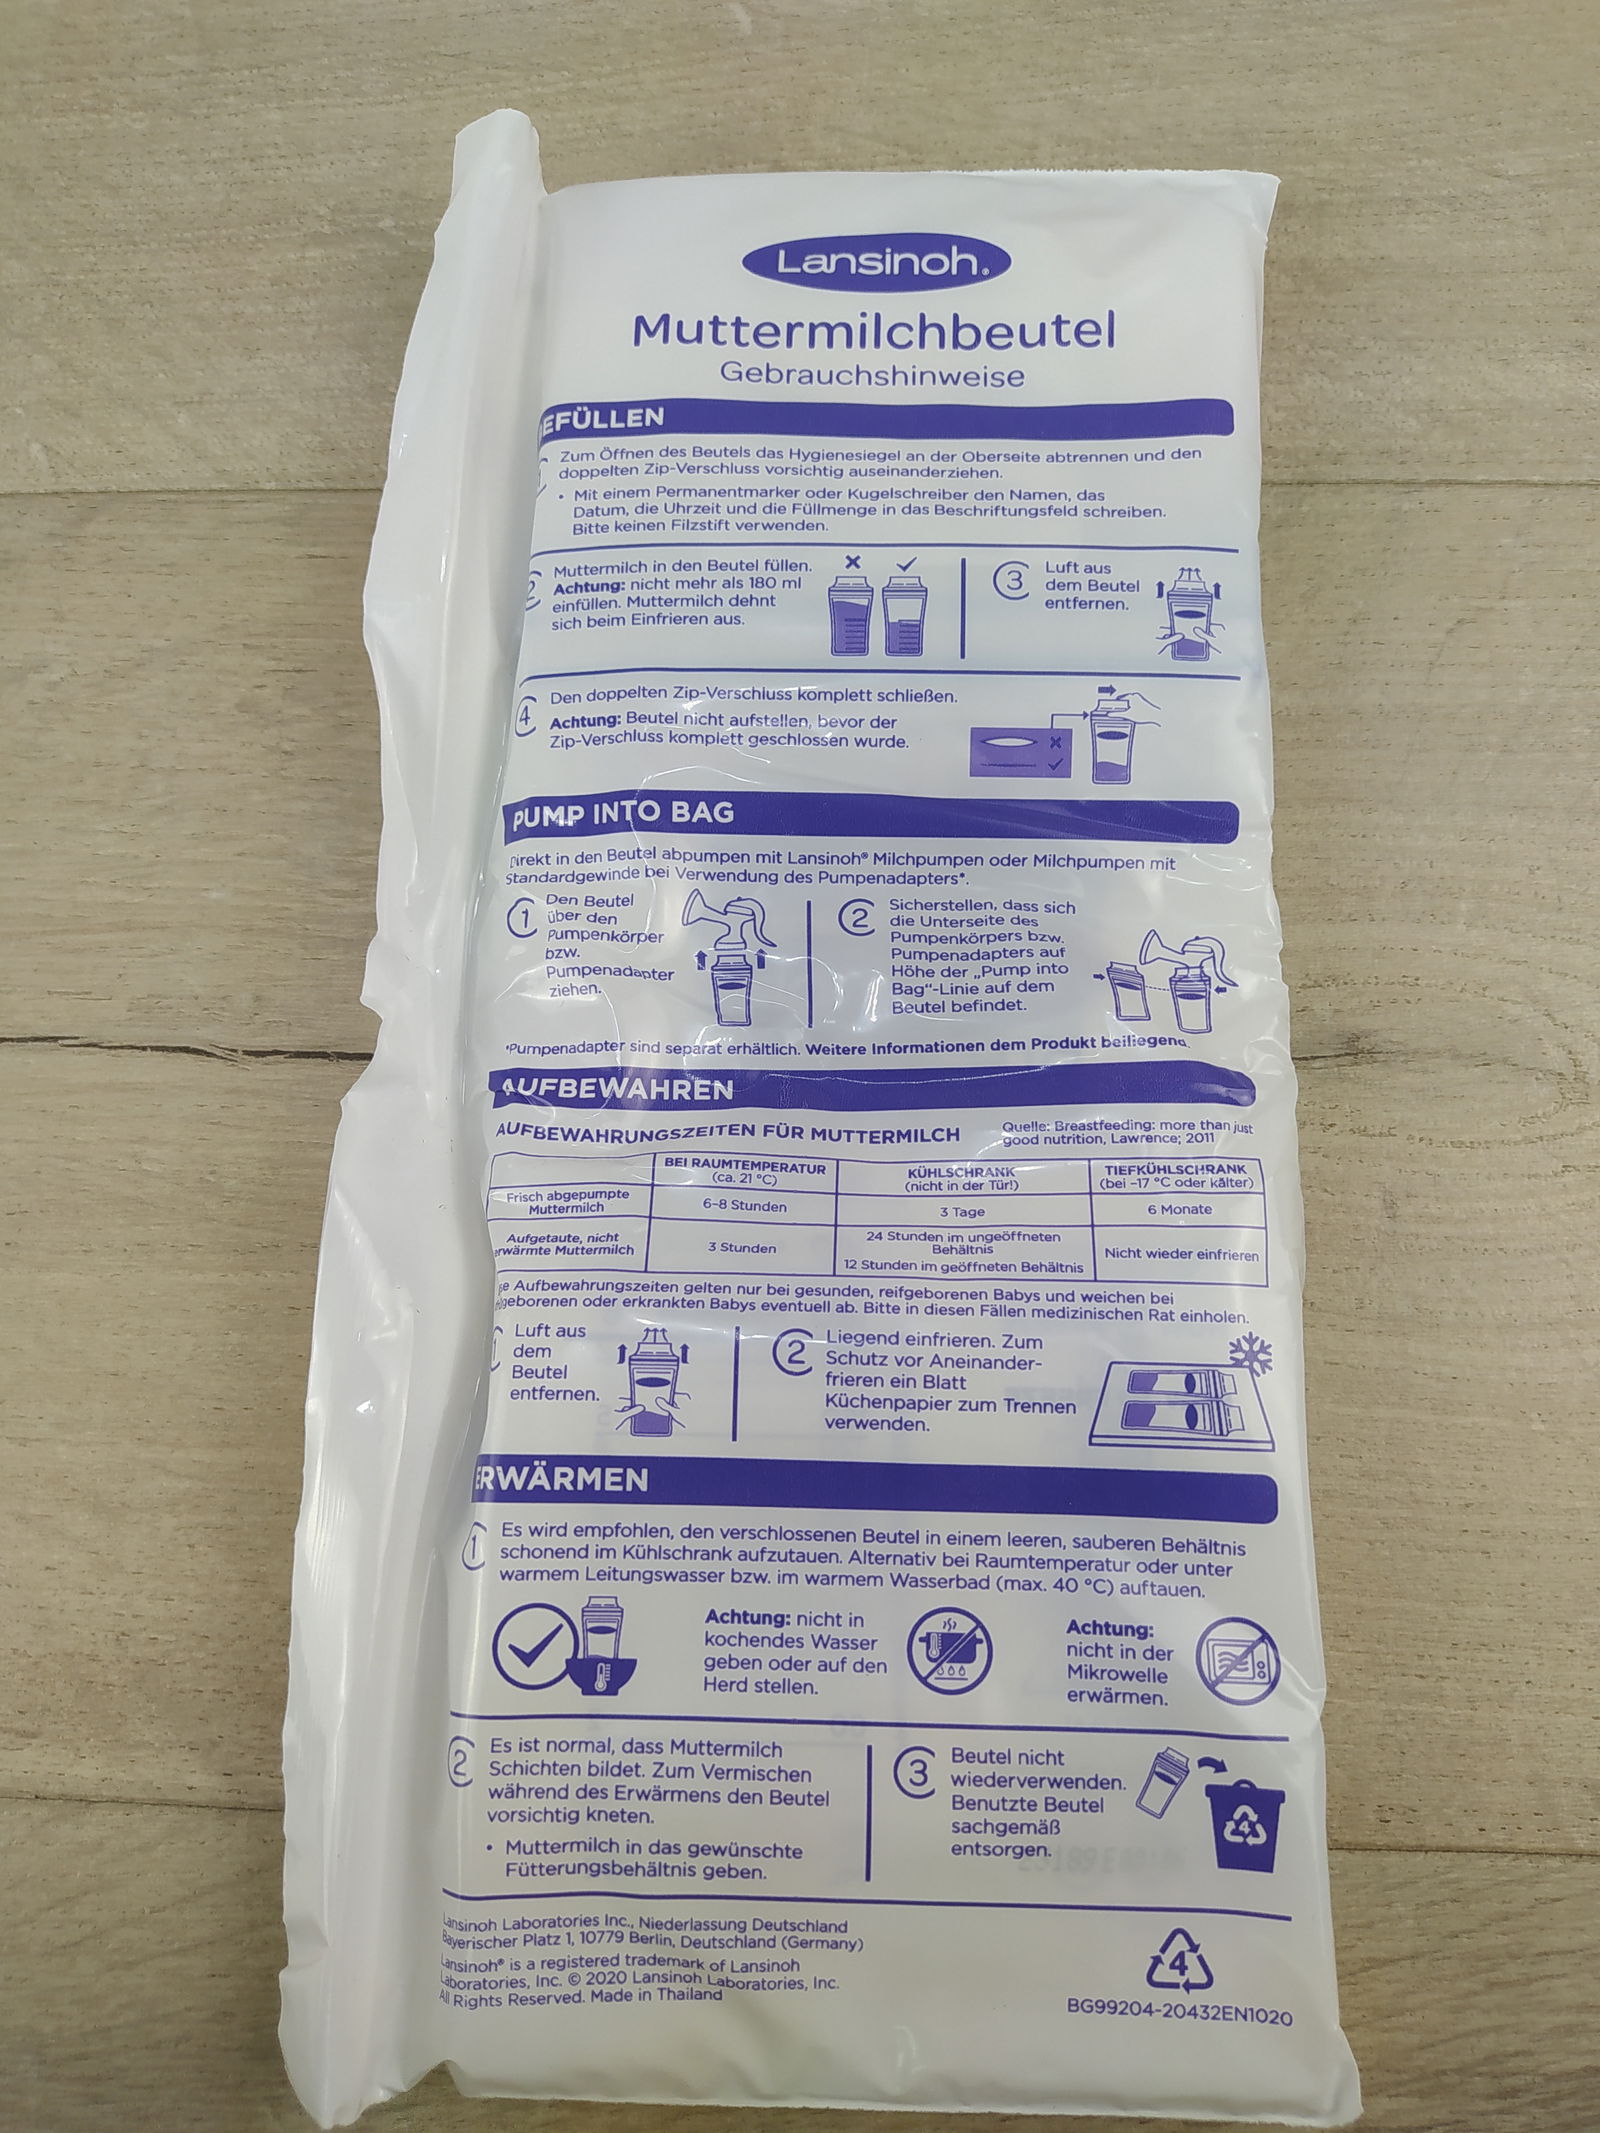 Lansinoh®
Muttermilchbeutel
Gebrauchshinweise
EFÜLLEN
1
Zum Öffnen des Beutels das Hygienesiegel an der Oberseite abtrennen und den
doppelten Zip-Verschluss vorsichtig auseinanderziehen.
• Mit einem Permanentmarker oder Kugelschreiber den Namen, das
Datum, die Uhrzeit und die Füllmenge in das Beschriftungsfeld schreiben.
Bitte keinen Filzstift verwenden.
2
Muttermilch in den Beutel füllen.
Achtung: nicht mehr als 180 ml
einfüllen. Muttermilch dehnt
sich beim Einfrieren aus.
3
Luft aus
dem Beutel
entfernen.
4
Den doppelten Zip-Verschluss komplett schließen.
Achtung: Beutel nicht aufstellen, bevor der
Zip-Verschluss komplett geschlossen wurde.
PUMP INTO BAG
Direkt in den Beutel abpumpen mit Lansinoh® Milchpumpen oder Milchpumpen mit
Standardgewinde bei Verwendung des Pumpenadapters*.
1
Den Beutel
über den
Pumpenkörper
bzw.
Pumpenadapter
ziehen.
2
Sicherstellen, dass sich
die Unterseite des
Pumpenkörpers bzw.
Pumpenadapters auf
Höhe der „Pump into
Bag“-Linie auf dem
Beutel befindet.
*Pumpenadapter sind separat erhältlich. Weitere Informationen dem Produkt beiliegend.
AUFBEWAHREN
AUFBEWAHRUNGSZEITEN FÜR MUTTERMILCH
Quelle: Breastfeeding: more than just
good nutrition, Lawrence; 2011
BEI RAUMTEMPERATUR
(ca. 21 °C)
KÜHLSCHRANK
(nicht in der Tür!)
TIEFKÜHLSCHRANK
(bei -17 °C oder kälter)
Frisch abgepumpte
Muttermilch
6-8 Stunden
3 Tage
6 Monate
Aufgetaute, nicht
erwärmte Muttermilch
3 Stunden
24 Stunden im ungeöffneten
Behältnis
12 Stunden im geöffneten Behältnis
Nicht wieder einfrieren
Aufbewahrungszeiten gelten nur bei gesunden, reifgeborenen Babys und weichen bei
geborenen oder erkrankten Babys eventuell ab. Bitte in diesen Fällen medizinischen Rat einholen.
1
Luft aus
dem
Beutel
entfernen.
2
Liegend einfrieren. Zum
Schutz vor Aneinander-
frieren ein Blatt
Küchenpapier zum Trennen
verwenden.
ERWÄRMEN
1
Es wird empfohlen, den verschlossenen Beutel in einem leeren, sauberen Behältnis
schonend im Kühlschrank aufzutauen. Alternativ bei Raumtemperatur oder unter
warmem Leitungswasser bzw. im warmem Wasserbad (max. 40 °C) auftauen.
Achtung: nicht in
kochendes Wasser
geben oder auf den
Herd stellen.
Achtung:
nicht in der
Mikrowelle
erwärmen.
2
Es ist normal, dass Muttermilch
Schichten bildet. Zum Vermischen
während des Erwärmens den Beutel
vorsichtig kneten.
• Muttermilch in das gewünschte
Fütterungsbehältnis geben.
3
Beutel nicht
wiederverwenden.
Benutzte Beutel
sachgemäß
entsorgen.
4
Lansinoh Laboratories Inc., Niederlassung Deutschland
Bayerischer Platz 1, 10779 Berlin, Deutschland (Germany)
Lansinoh® is a registered trademark of Lansinoh
Laboratories, Inc. © 2020 Lansinoh Laboratories, Inc.
All Rights Reserved. Made in Thailand
4
BG99204-20432EN1020